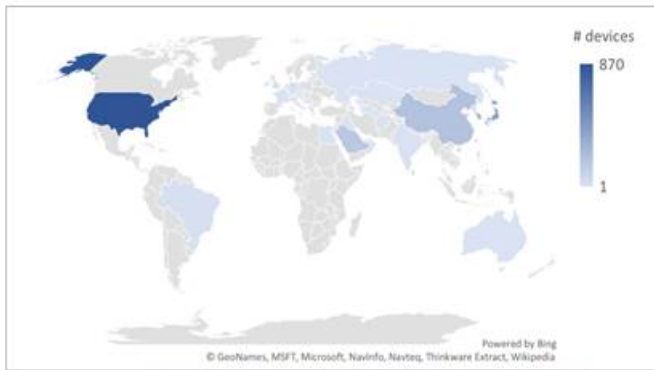 # devices
870
1
Powered by Bing
© GeoNames, MSFT, Microsoft, NavInfo, Navteq, Thinkware Extract, Wikipedia